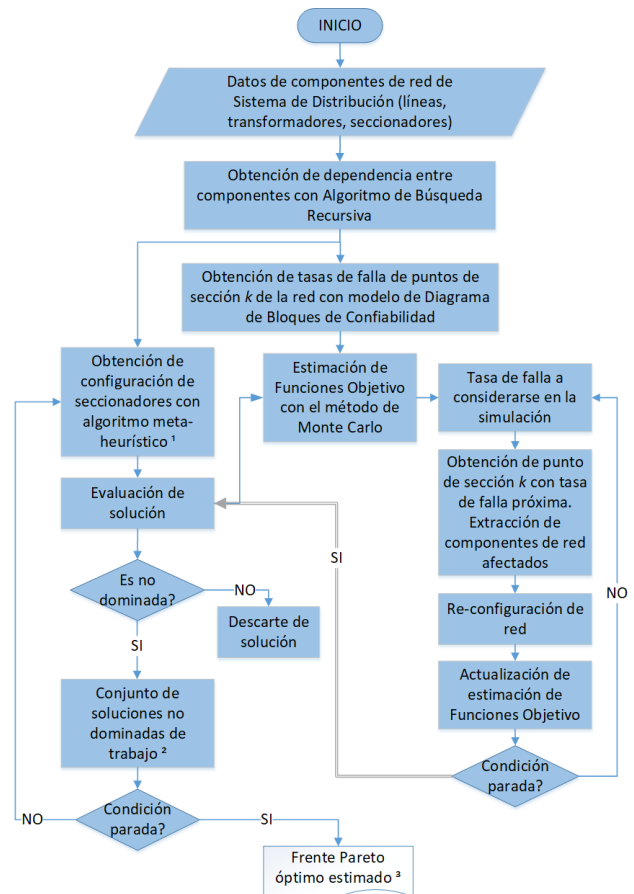 INICIO
Datos de componentes de red de
Sistema de Distribución (líneas,
transformadores, seccionadores)
Obtención de dependencia entre
componentes con Algoritmo de Búsqueda
Recursiva
Obtención de tasas de falla de puntos de
sección k de la red con modelo de Diagrama
de Bloques de Confiabilidad
Obtención de
configuración de
seccionadores con
algoritmo meta-
heurístico ¹
Estimación de
Funciones Objetivo
con el método de
Monte Carlo
Tasa de falla a
considerarse en la
simulación
Obtención de punto
de sección k con tasa
de falla próxima.
Extracción de
componentes de red
afectados
Evaluación de
solución
SI
NO
Es no
dominada?
NO
Descarte de
solución
Re-configuración de
red
SI
Actualización de
estimación de
Funciones Objetivo
Conjunto de
soluciones no
dominadas de
trabajo ²
Condición
parada?
NO
Condición
parada?
SI
Frente Pareto
óptimo estimado ³